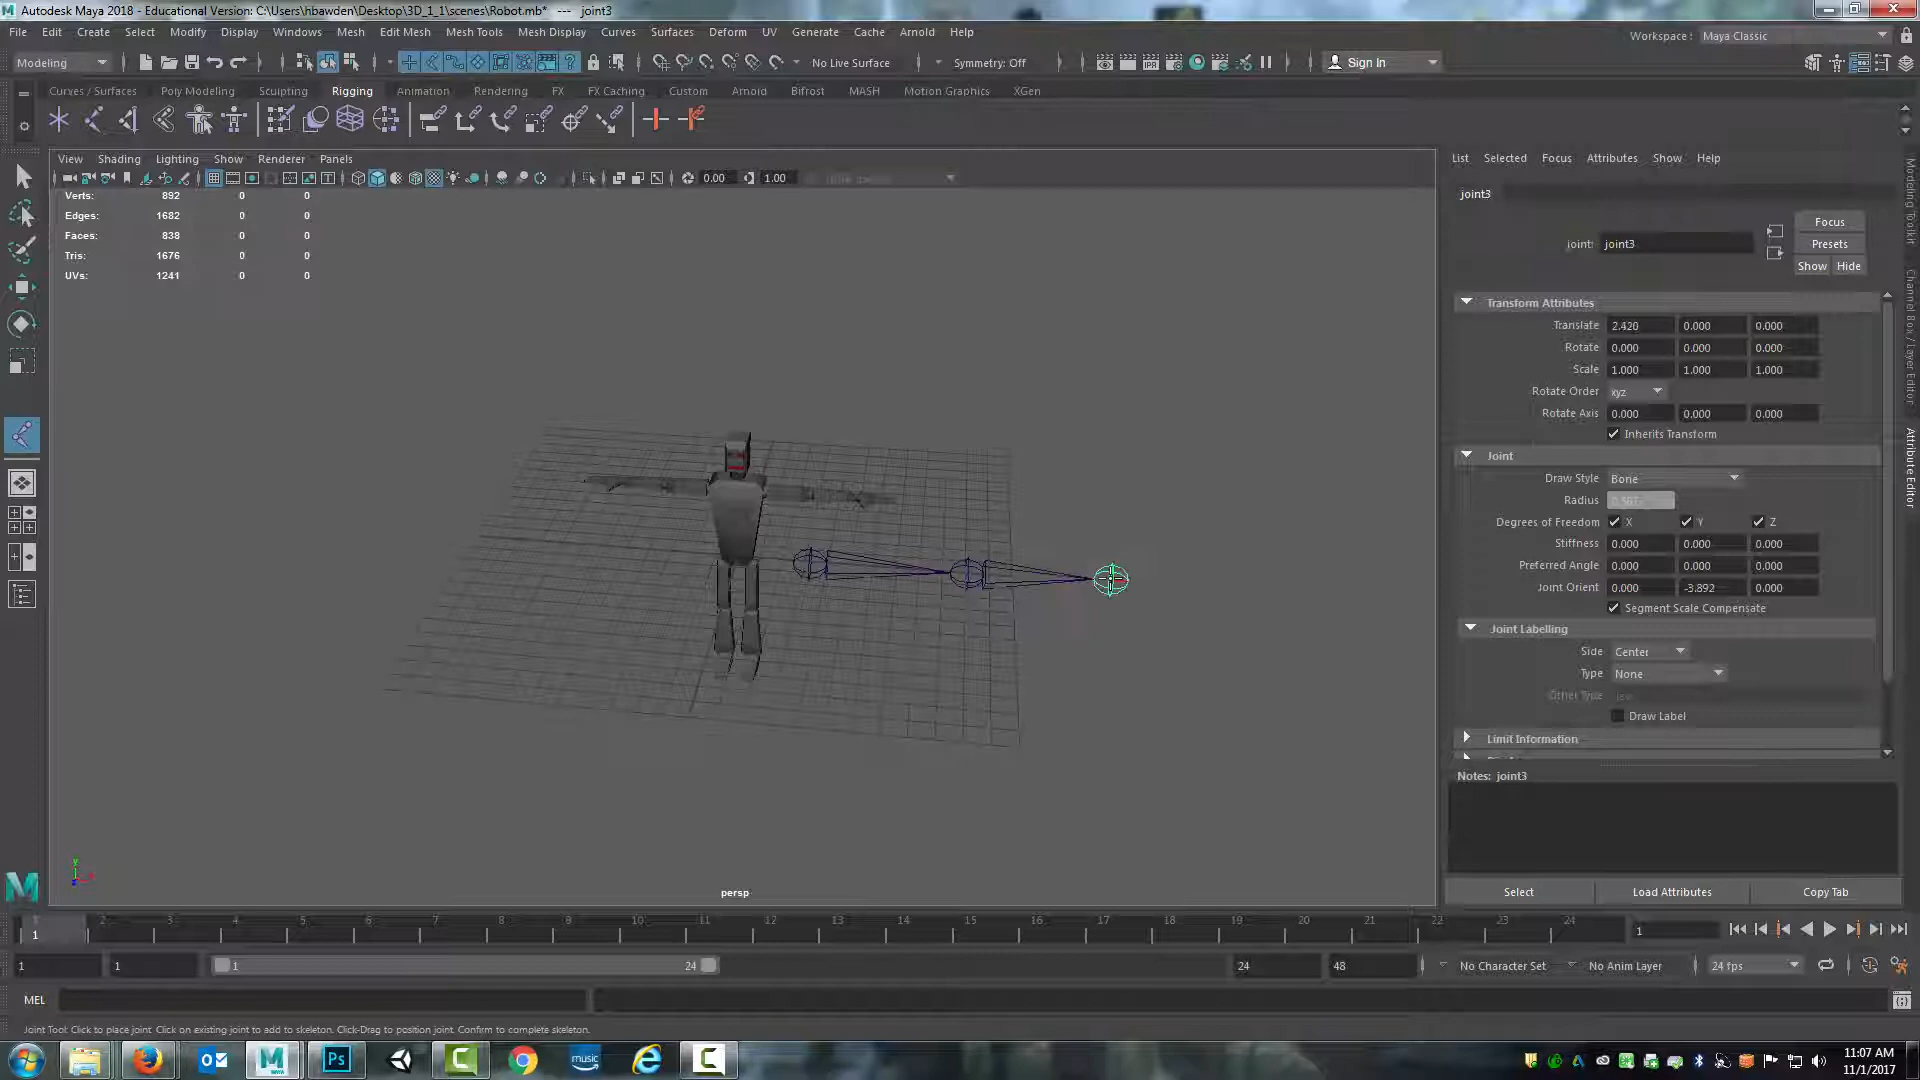 Autodesk Maya 2018 - Educational Version: C:\Users\hbawden\Desktop\3D_1_1\scenes\Robot.mb* --- joint3
File Edit Create Select Modify Display Windows Mesh Edit Mesh Mesh Tools Mesh Display Curves Surfaces Deform UV Generate Cache Arnold Help
Workspace : Maya Classic
Modeling No Live Surface Symmetry: Off Sign In
Curves / Surfaces Poly Modeling Sculpting Rigging Animation Rendering FX FX Caching Custom Arnold Bifrost MASH Motion Graphics XGen
View Shading Lighting Show Renderer Panels
0.00 1.00
Verts: 892 0 0
Edges: 1682 0 0
Faces: 838 0 0
Tris: 1676 0 0
UVs: 1241 0 0
persp
List Selected Focus Attributes Show Help
joint3
joint: joint3
Focus
Presets
Show Hide
Transform Attributes
Translate 2.420 0.000 0.000
Rotate 0.000 0.000 0.000
Scale 1.000 1.000 1.000
Rotate Order xyz
Rotate Axis 0.000 0.000 0.000
Inherits Transform
Joint
Draw Style Bone
Radius
Degrees of Freedom X Y Z
Stiffness 0.000 0.000 0.000
Preferred Angle 0.000 0.000 0.000
Joint Orient 0.000 -3.892 0.000
Segment Scale Compensate
Joint Labelling
Side Center
Type None
Other Type
Draw Label
Limit Information
Notes: joint3
Select Load Attributes Copy Tab
Modeling Toolkit
Channel Box / Layer Editor
Attribute Editor
1 2 3 4 5 6 7 8 9 10 11 12 13 14 15 16 17 18 19 20 21 22 23 24
1 1
1 1 1 24 24 48 No Character Set No Anim Layer 24 fps
MEL
Joint Tool: Click to place joint. Click on existing joint to add to skeleton. Click-Drag to position joint. Confirm to complete skeleton.
MAYA Ps music
11:07 AM
11/1/2017